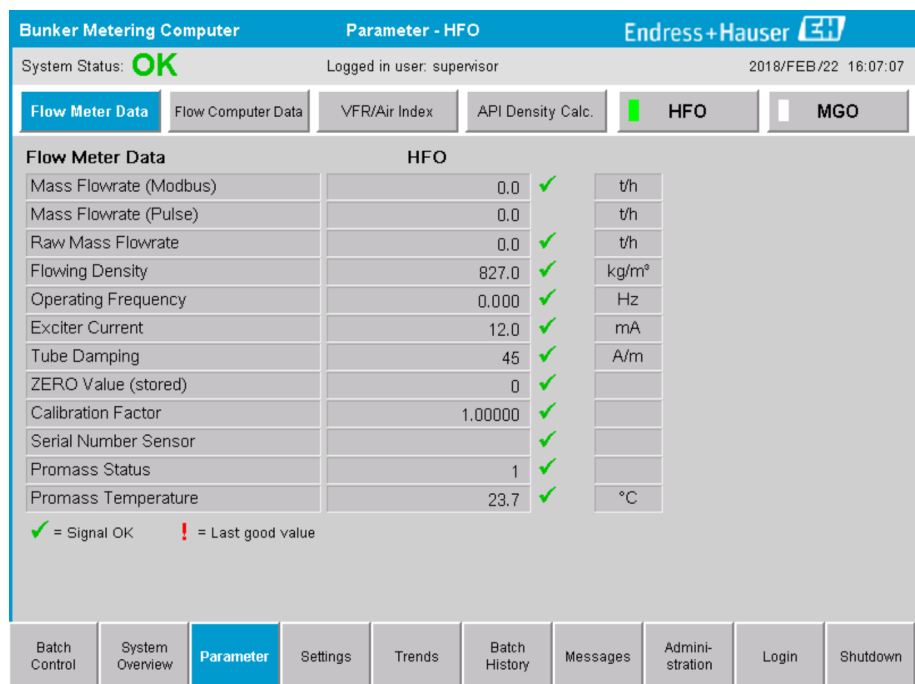 Bunker Metering Computer Parameter - HFO Endress+Hauser EH
System Status: OK Logged in user: supervisor 2018/FEB/22 16:07:07
Flow Meter Data Flow Computer Data VFR/Air Index API Density Calc. HFO MGO
Flow Meter Data HFO
Mass Flowrate (Modbus) 0.0 ✓ t/h
Mass Flowrate (Pulse) 0.0 t/h
Raw Mass Flowrate 0.0 ✓ t/h
Flowing Density 827.0 ✓ kg/m³
Operating Frequency 0.000 ✓ Hz
Exciter Current 12.0 ✓ mA
Tube Damping 45 ✓ A/m
ZERO Value (stored) 0 ✓
Calibration Factor 1.00000 ✓
Serial Number Sensor ✓
Promass Status 1 ✓
Promass Temperature 23.7 ✓ °C
✓ = Signal OK ! = Last good value
Batch Control System Overview Parameter Settings Trends Batch History Messages Admini- stration Login Shutdown